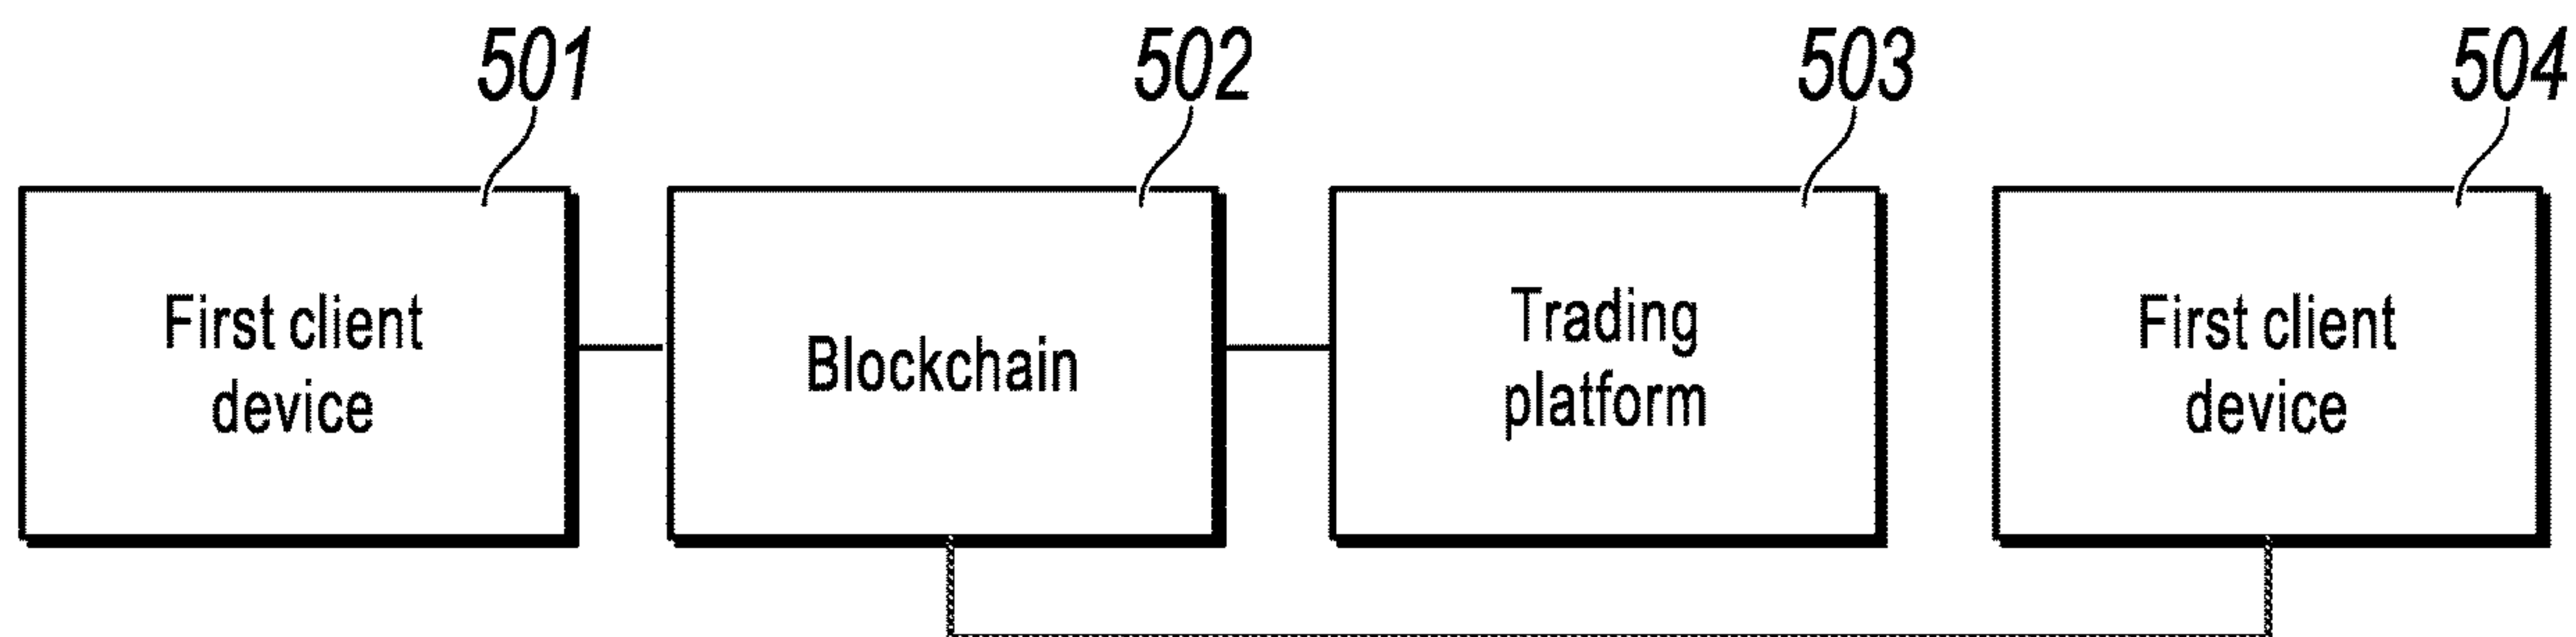 501
502
503
504
First client
device
Blockchain
Trading
platform
First client
device